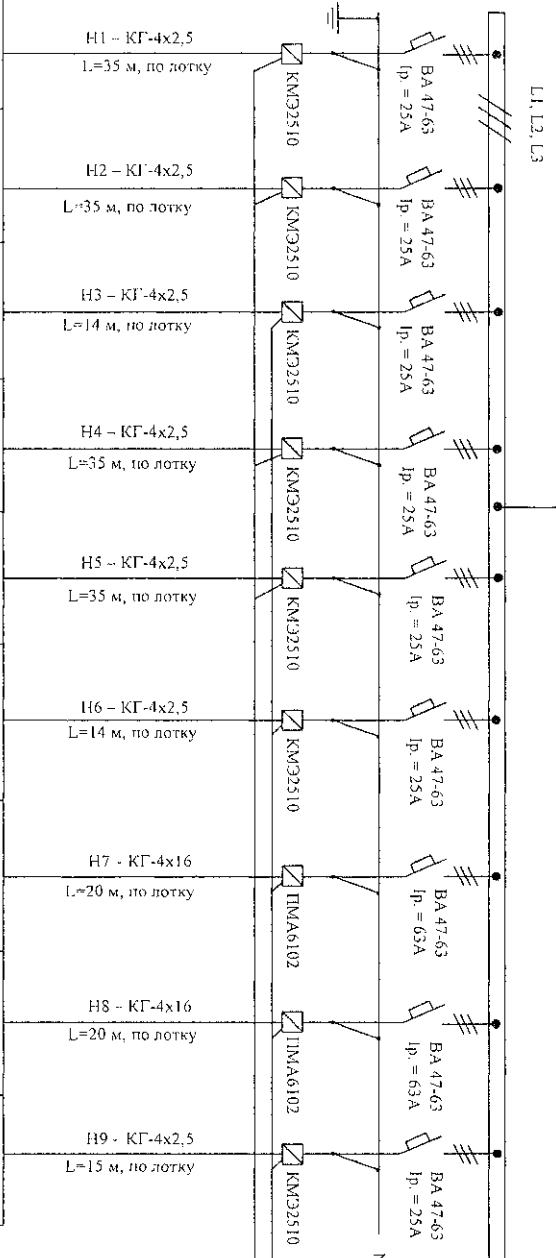 L1, L2, L3
Н1 – КГ-4х2,5
L=35 м, по лотку
КМЭ2510
ВА 47-63
Iр. = 25А
Н2 – КГ-4х2,5
L=35 м, по лотку
КМЭ2510
ВА 47-63
Iр. = 25А
Н3 – КГ-4х2,5
L=14 м, по лотку
КМЭ2510
ВА 47-63
Iр. = 25А
Н4 – КГ-4х2,5
L=35 м, по лотку
КМЭ2510
ВА 47-63
Iр. = 25А
Н5 – КГ-4х2,5
L=35 м, по лотку
КМЭ2510
ВА 47-63
Iр. = 25А
Н6 – КГ-4х2,5
L=14 м, по лотку
КМЭ2510
ВА 47-63
Iр. = 25А
Н7 - КГ-4х16
L=20 м, по лотку
ПМА6102
ВА 47-63
Iр. = 63А
Н8 – КГ-4х16
L=20 м, по лотку
ПМА6102
ВА 47-63
Iр. = 63А
Н9 - КГ-4х2,5
L=15 м, по лотку
КМЭ2510
ВА 47-63
Iр. = 25А